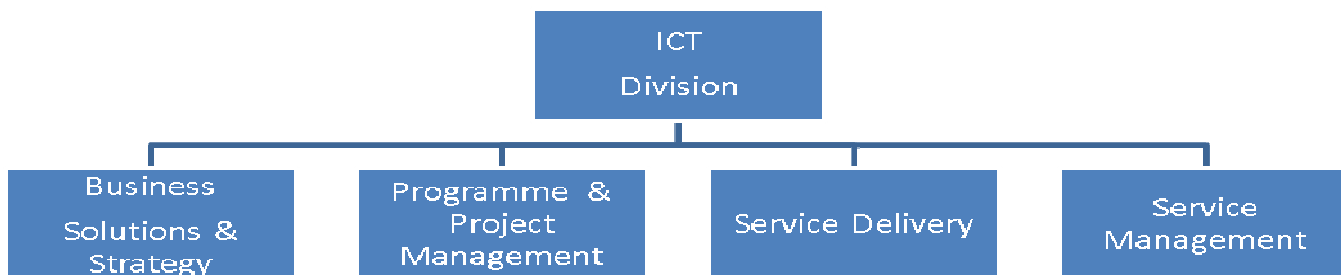 ICT
Division
Business
Solutions &
Strategy
Programme &
Project
Management
Service Delivery
Service
Management